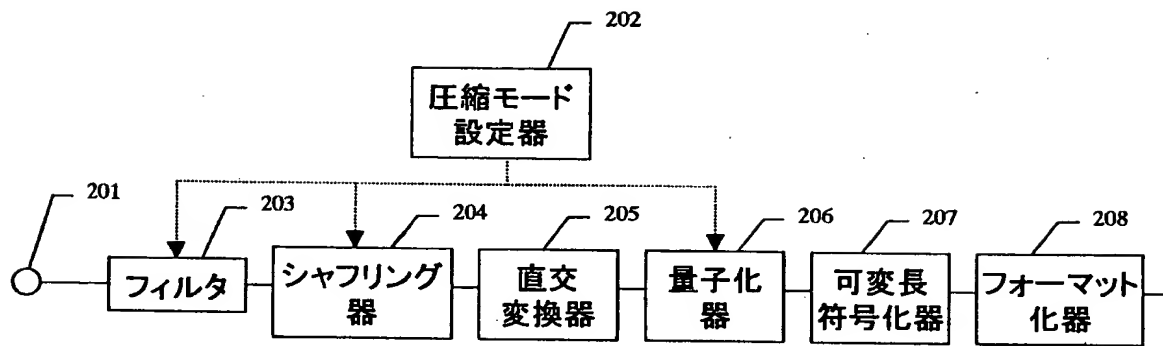 202
圧縮モード
設定器
201
203
204
205
206
207
208
フィルタ
シャフリング
器
直交
変換器
量子化
器
可変長
符号化器
フォーマット
化器